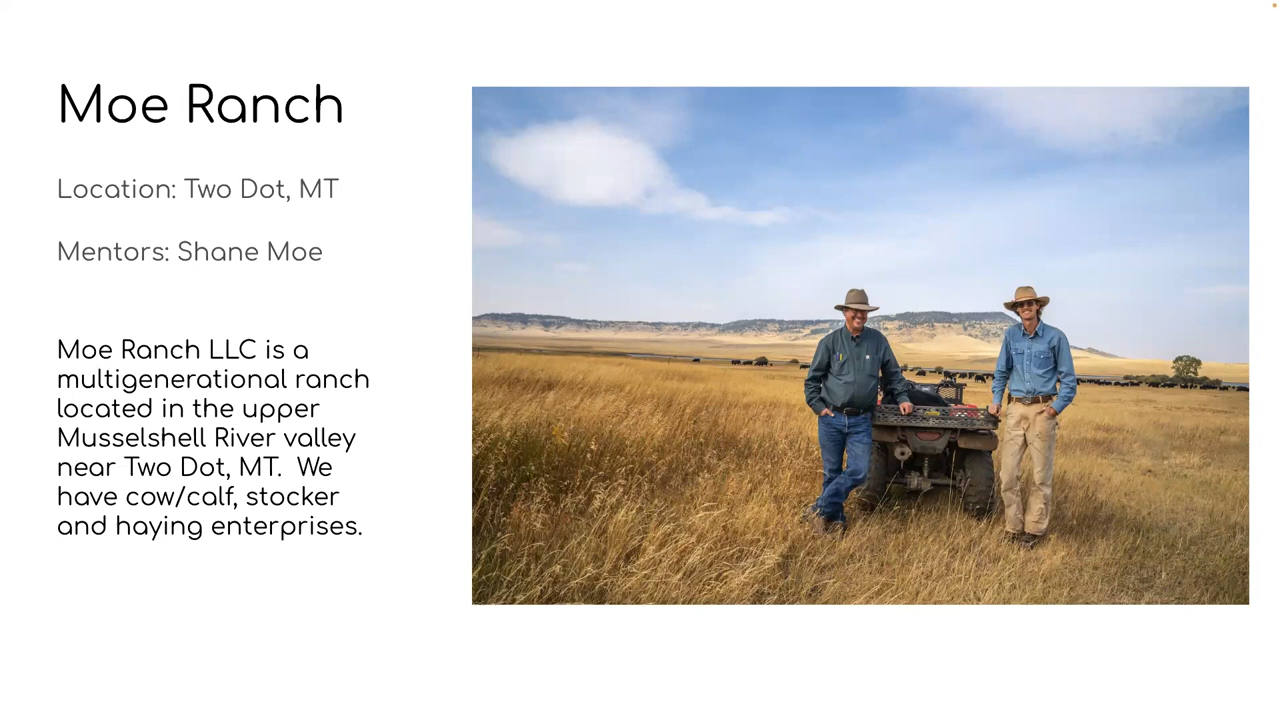 Moe Ranch
Location: Two Dot, MT
Mentors: Shane Moe
Moe Ranch LLC is a
multigenerational ranch
located in the upper
Musselshell River valley
near Two Dot, MT.  We
have cow/calf, stocker
and haying enterprises.